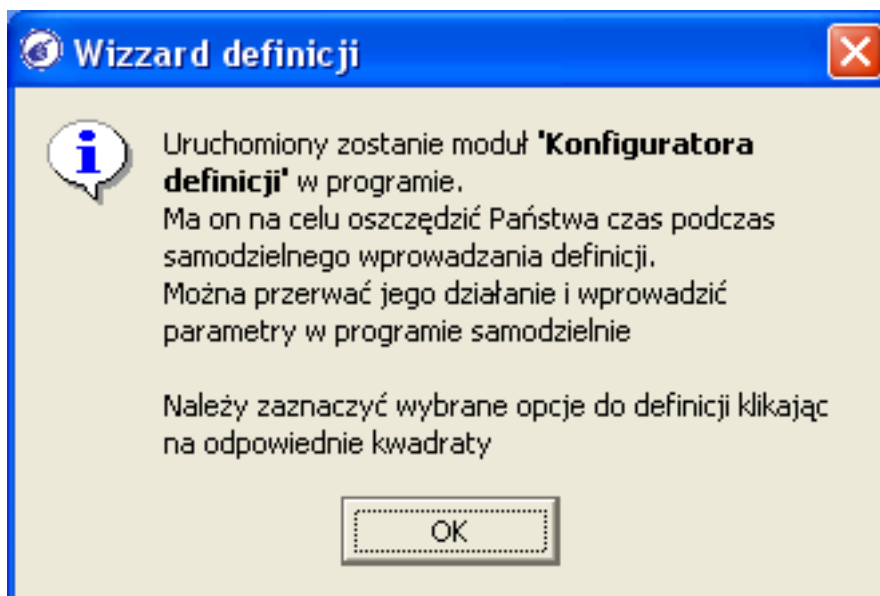 Wizzard definicji
Uruchomiony zostanie moduł 'Konfiguratora
definicji' w programie.
Ma on na celu oszczędzić Państwa czas podczas
samodzielnego wprowadzania definicji.
Można przerwać jego działanie i wprowadzić
parametry w programie samodzielnie
Należy zaznaczyć wybrane opcje do definicji klikając
na odpowiednie kwadraty
OK